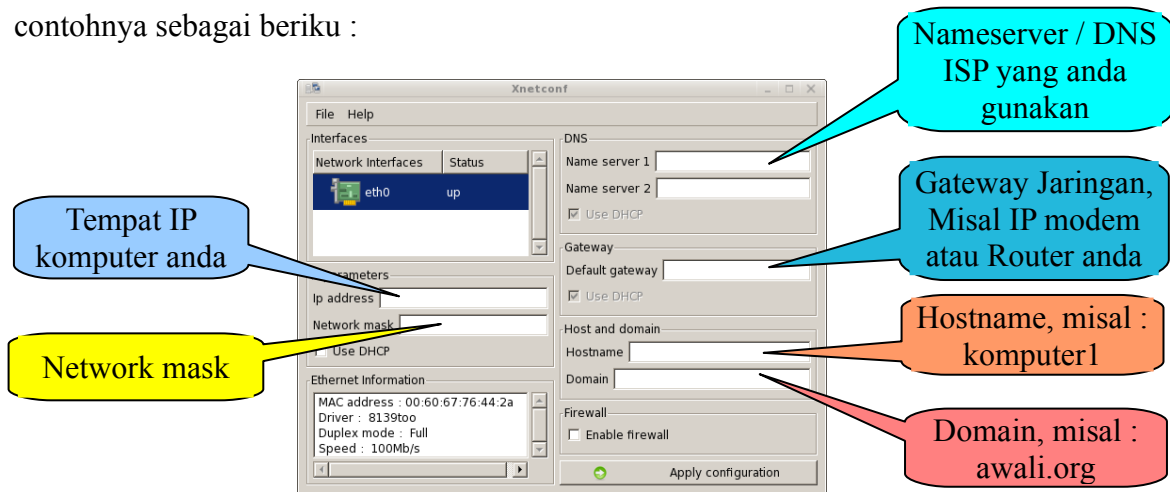 contohnya sebagai beriku :
Nameserver / DNS
ISP yang anda
gunakan
Xnetconf
File Help
Interfaces
Network Interfaces Status
eth0 up
DNS
Name server 1
Name server 2
Use DHCP
Tempat IP
komputer anda
Gateway Jaringan,
Misal IP modem
atau Router anda
Gateway
Default gateway
Use DHCP
Ip address
Network mask
Use DHCP
Network mask
Host and domain
Hostname
Domain
Hostname, misal :
komputer1
Ethernet Information
MAC address : 00:60:67:76:44:2a
Driver : 8139too
Duplex mode : Full
Speed : 100Mb/s
Firewall
Enable firewall
Apply configuration
Domain, misal :
awali.org